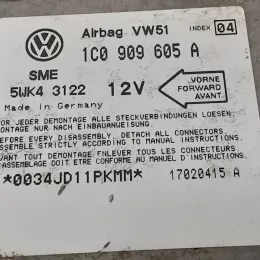 Airbag VW51 INDEX 04
1C0 909 605 A
SME
5WK4 3122 12V
VORNE
FORWARD
AVANT
Made in Germany
VOR JEDER DEMONTAGE ALLE STECKVERBINDUNGEN LOESEN.
MONTAGE NUR NACH EINBAUANWEISUNG.
BEFORE EVERY DISASSEMBLY, DETACH ALL CONNECTORS
ASSEMBLE STRICTLY ACCORDING TO MANUAL INSTRUCTIONS.
AVANT TOUT DEMONTAGE ENLEVER TOUS LES CONNECTEURS
L'ASSEMBLAGE DOIT ETRE CONFORME AU MANUEL D'INSTRUCTIONS
*0034JD11PKMM* 17020415 A